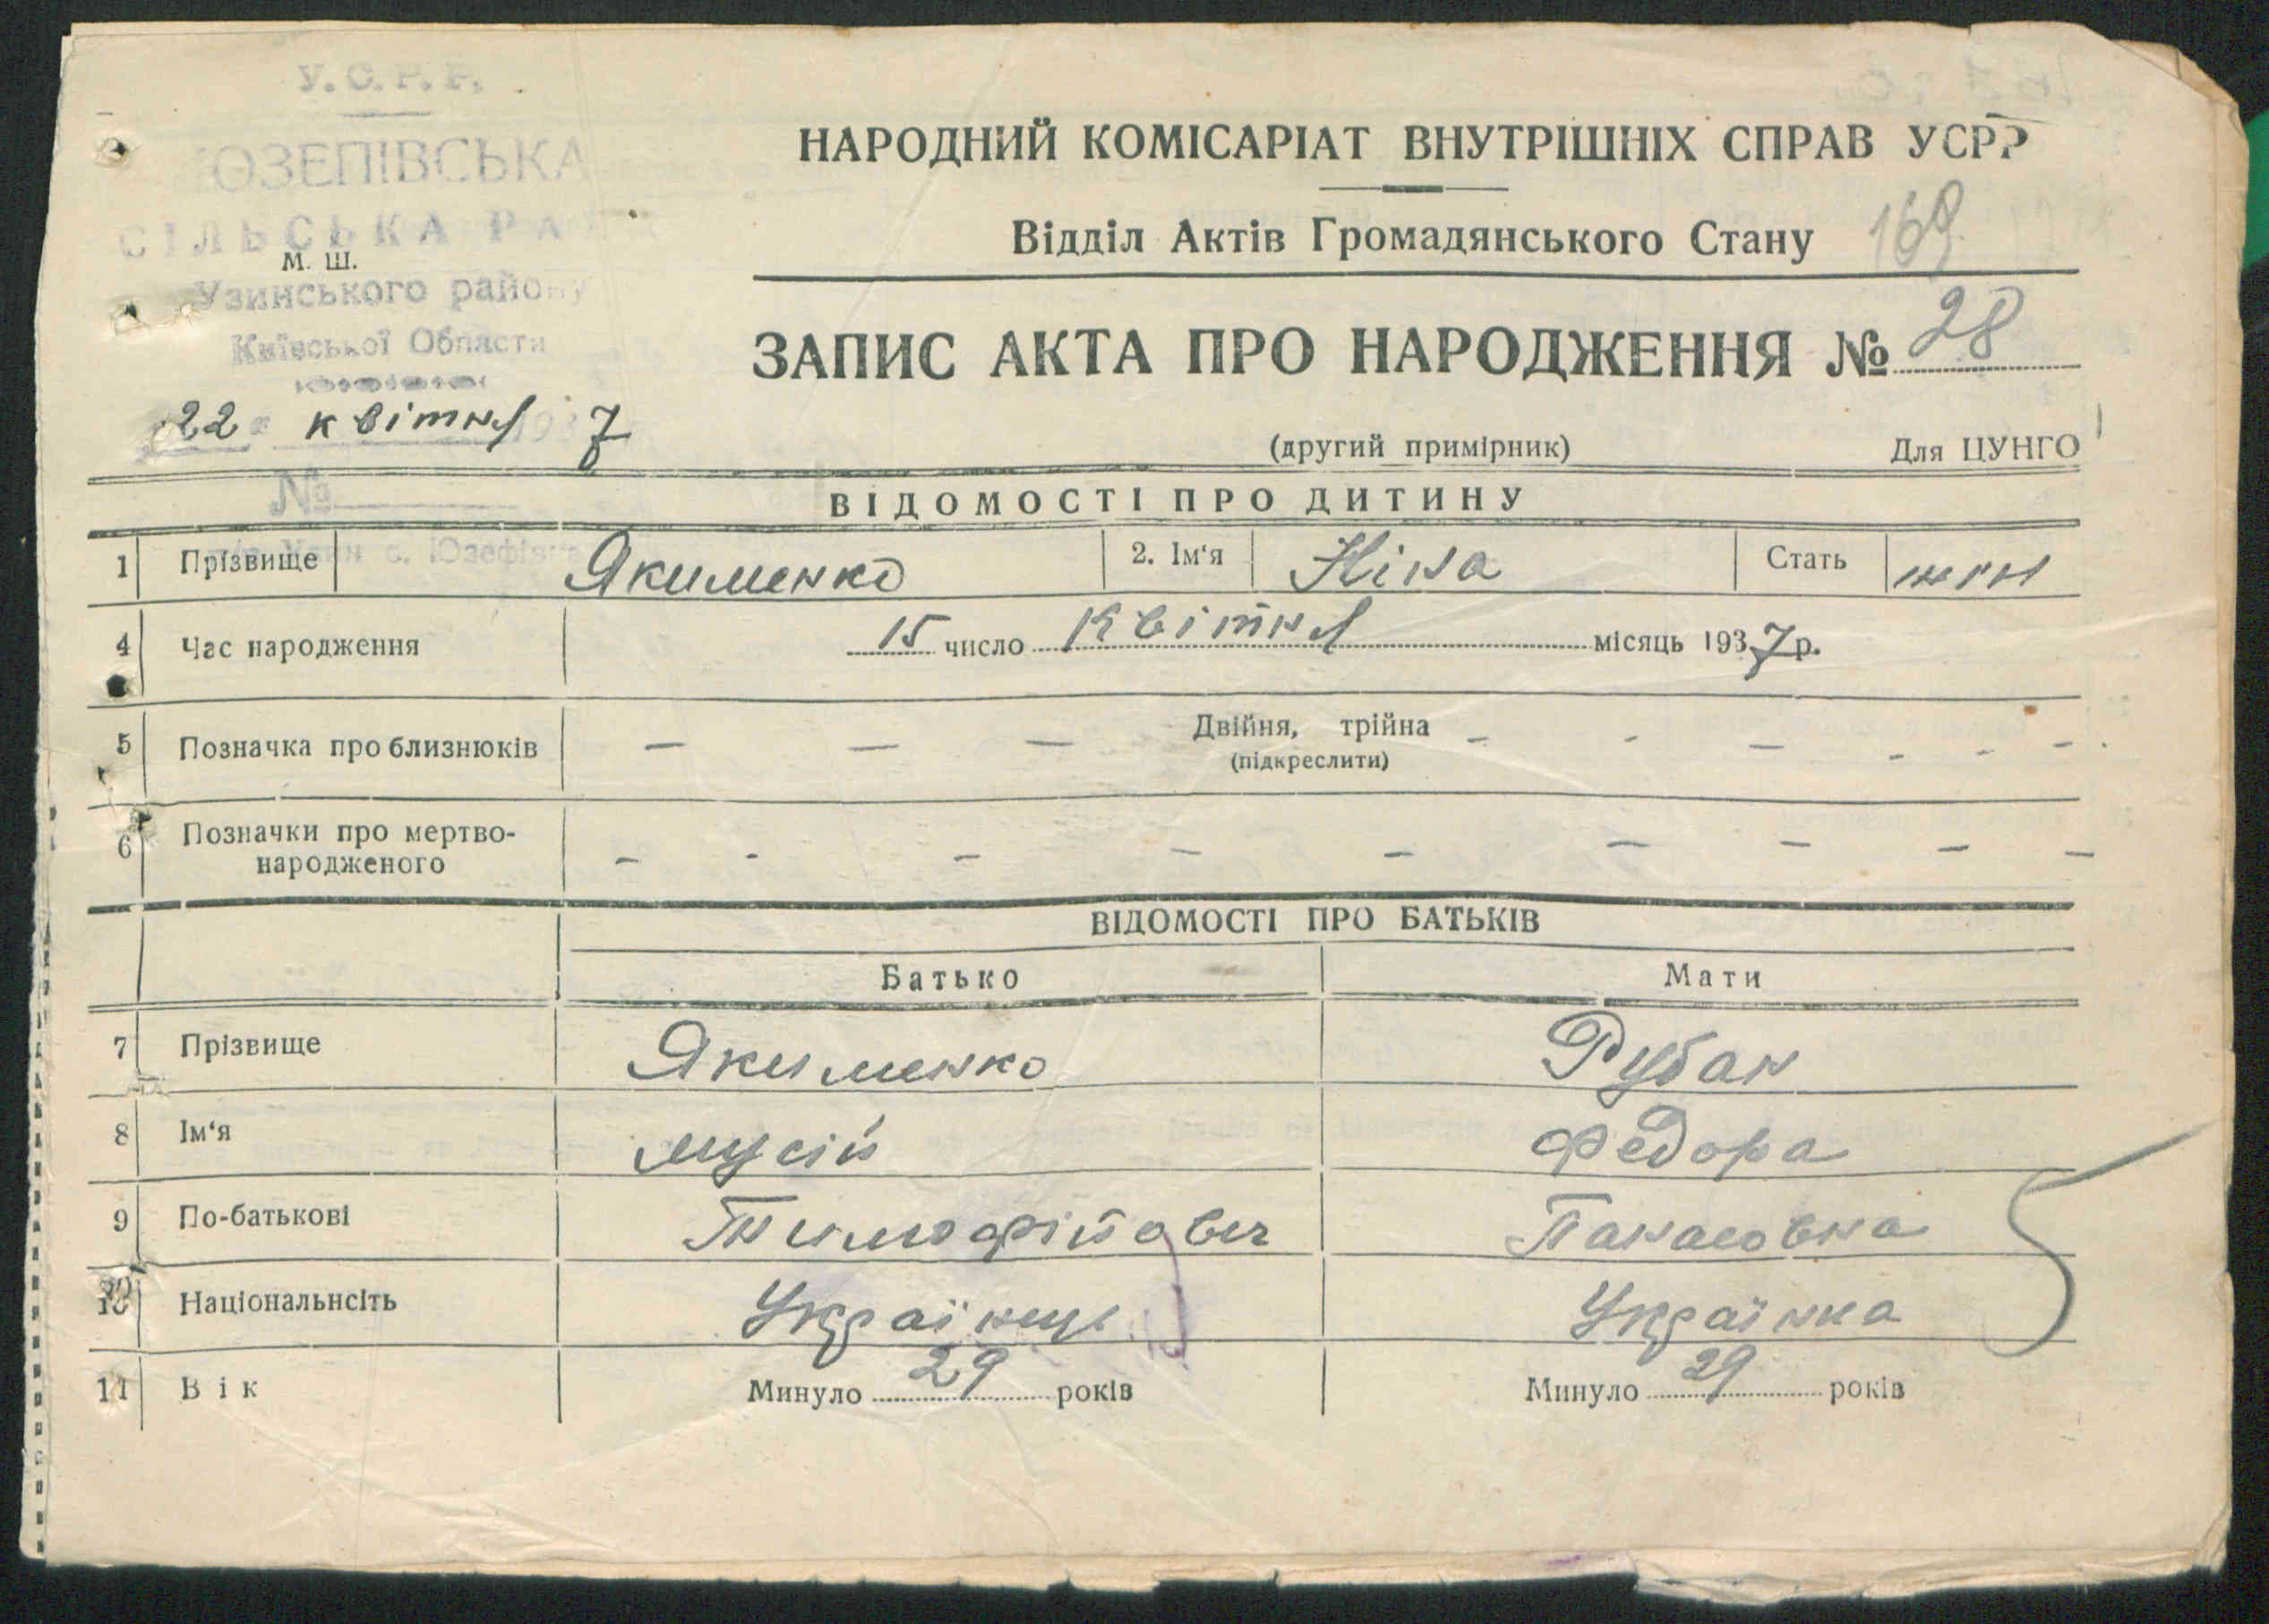 У.С.Р.Р.
ЮЗЕПІВСЬКА
СІЛЬСЬКА РАДА
М. Ш.
Узинського району
Київської Області
22 квітня 1937
№
с. Юзефівка
НАРОДНИЙ КОМІСАРІАТ ВНУТРІШНІХ СПРАВ УСРР
Відділ Актів Громадянського Стану 169
ЗАПИС АКТА ПРО НАРОДЖЕННЯ № 28
(другий примірник) Для ЦУНГО
ВІДОМОСТІ ПРО ДИТИНУ
1 Прізвище Якименко 2. Ім‘я Ніна Стать жін
4 Час народження 15 число Квітня місяць 1937 р.
5 Позначка про близнюків — — — Двійня, трійна - - — - - -
(підкреслити)
6 Позначки про мертво-
народженого - - - - - — — — —
ВІДОМОСТІ ПРО БАТЬКІВ
Батько Мати
7 Прізвище Якименко Рубан
8 Ім‘я Мусій Федора
9 По-батькові Тимофійович Панасовна
10 Національнсіть Українець Українка
11 Вік Минуло 29 років Минуло 29 років